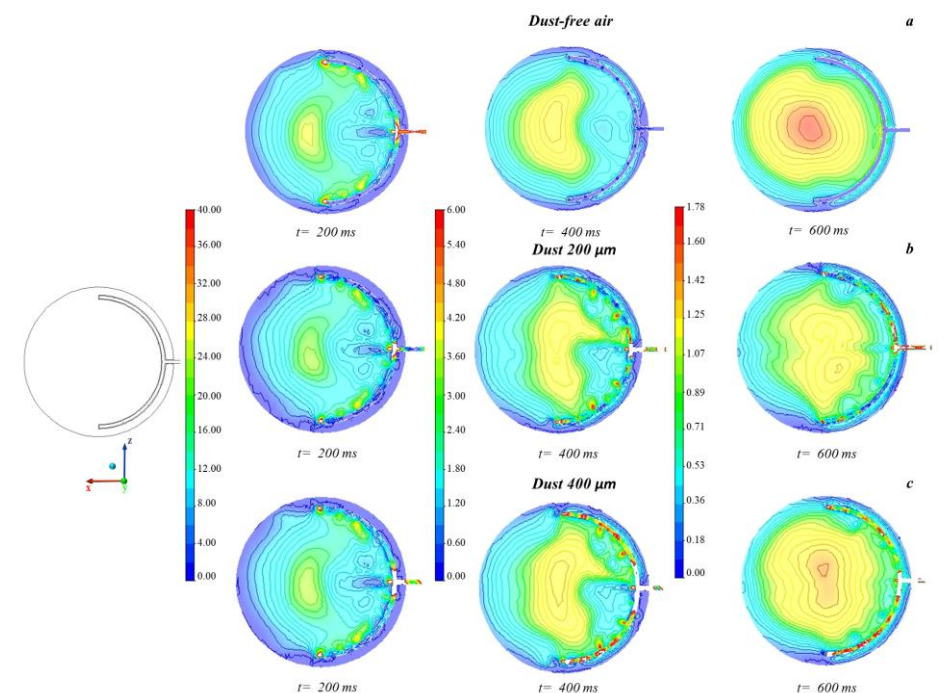 Dust-free air
a
t= 200 ms
t= 400 ms
t= 600 ms
Dust 200 μm
b
40.00
36.00
32.00
28.00
24.00
20.00
16.00
12.00
8.00
4.00
0.00
6.00
5.40
4.80
4.20
3.60
3.00
2.40
1.80
1.20
0.60
0.00
1.78
1.60
1.42
1.25
1.07
0.89
0.71
0.53
0.36
0.18
0.00
z
x
y
t= 200 ms
t= 400 ms
t= 600 ms
Dust 400 μm
c
t= 200 ms
t= 400 ms
t= 600 ms